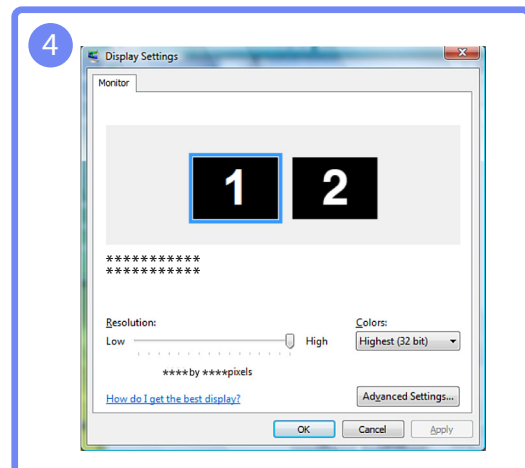 4
Display Settings
Monitor
1 2
***********
***********
Resolution: Colors:
Low High Highest (32 bit)
****by ****pixels
How do I get the best display? Advanced Settings...
OK Cancel Apply